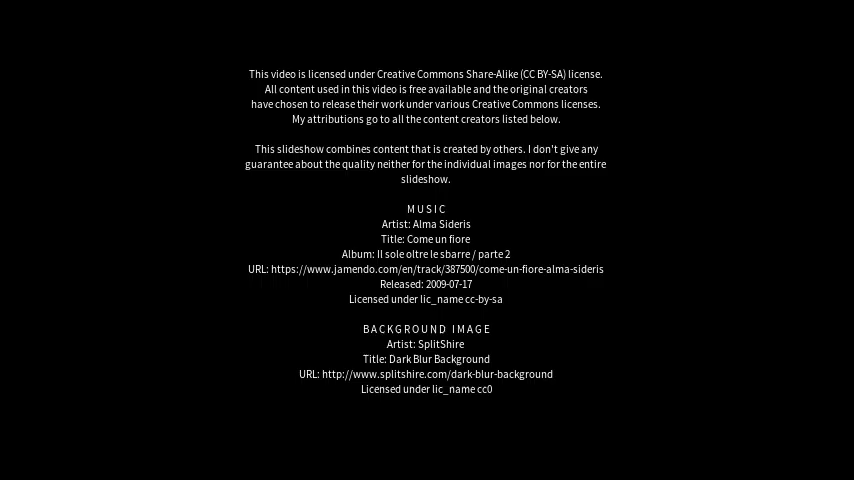 This video is licensed under Creative Commons Share-Alike (CC BY-SA) license.
All content used in this video is free available and the original creators
have chosen to release their work under various Creative Commons licenses.
My attributions go to all the content creators listed below.
This slideshow combines content that is created by others. I don't give any
guarantee about the quality neither for the individual images nor for the entire
slideshow.
MUSIC
Artist: Alma Sideris
Title: Come un fiore
Album: Il sole oltre le sbarre / parte 2
URL: https://www.jamendo.com/en/track/387500/come-un-fiore-alma-sideris
Released: 2009-07-17
Licensed under lic_name cc-by-sa
BACKGROUND IMAGE
Artist: SplitShire
Title: Dark Blur Background
URL: http://www.splitshire.com/dark-blur-background
Licensed under lic_name cc0